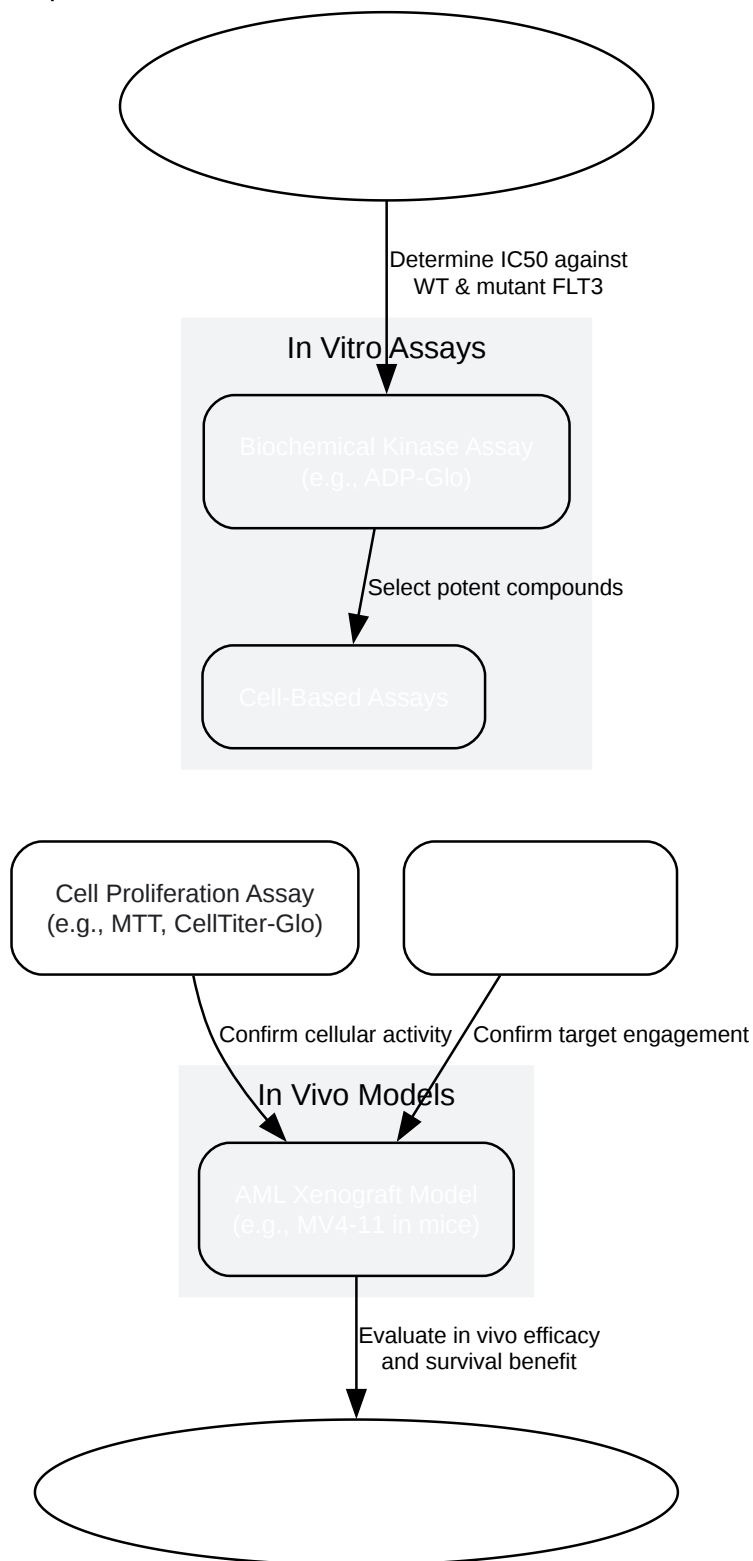 Determine IC50 against
WT & mutant FLT3
In Vitro Assays
Biochemical Kinase Assay
(e.g., ADP-Glo)
Select potent compounds
Cell-Based Assays
Cell Proliferation Assay
(e.g., MTT, CellTiter-Glo)
Confirm cellular activity
Confirm target engagement
In Vivo Models
AML Xenograft Model
(e.g., MV4-11 in mice)
Evaluate in vivo efficacy
and survival benefit